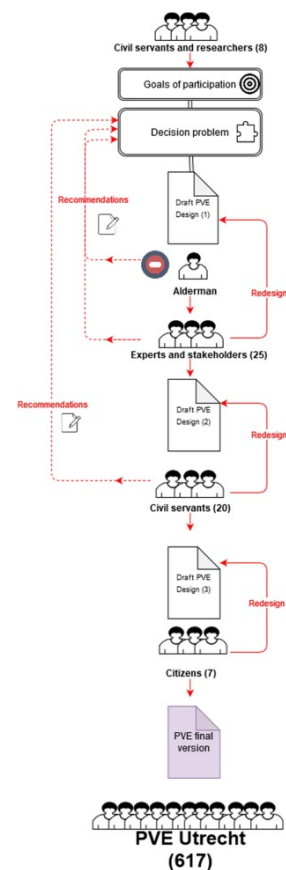 Civil servants and researchers (8)
Goals of participation
Decision problem
Recommendations
Draft PVE
Design (1)
Alderman
Redesign
Experts and stakeholders (25)
Recommendations
Draft PVE
Design (2)
Redesign
Civil servants (20)
Draft PVE
Design (3)
Redesign
Citizens (7)
PVE final
version
PVE Utrecht
(617)